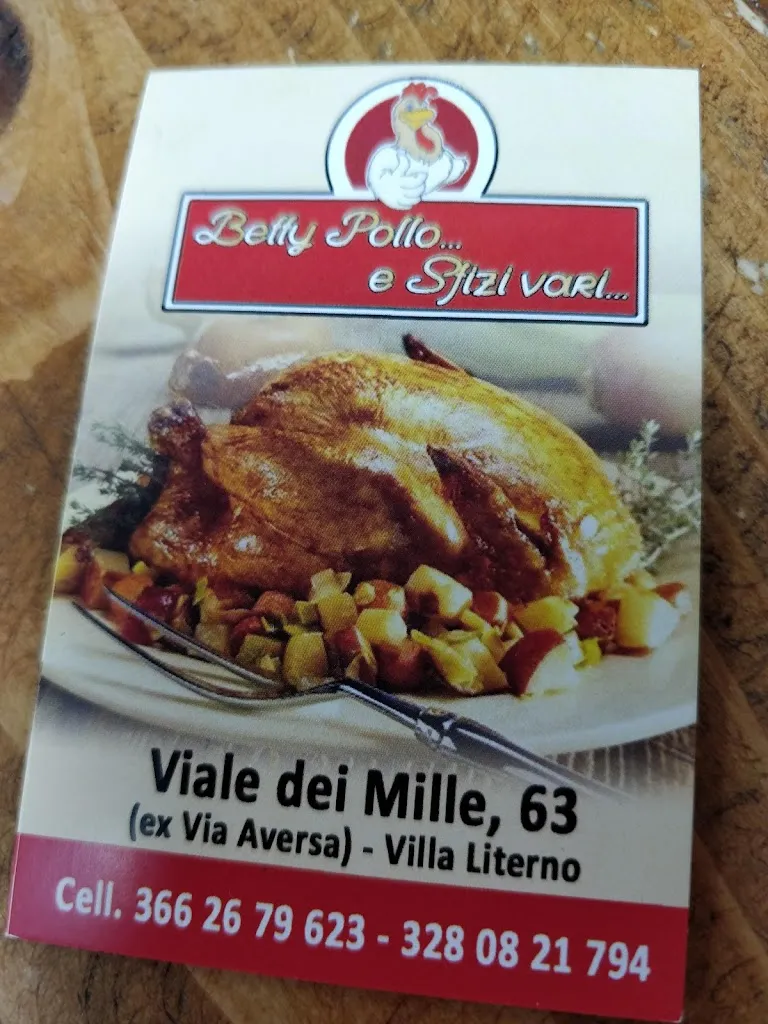 Betty Pollo...
e Sfizi vari...
Viale dei Mille, 63
(ex Via Aversa) - Villa Literno
Cell. 366 26 79 623 - 328 08 21 794